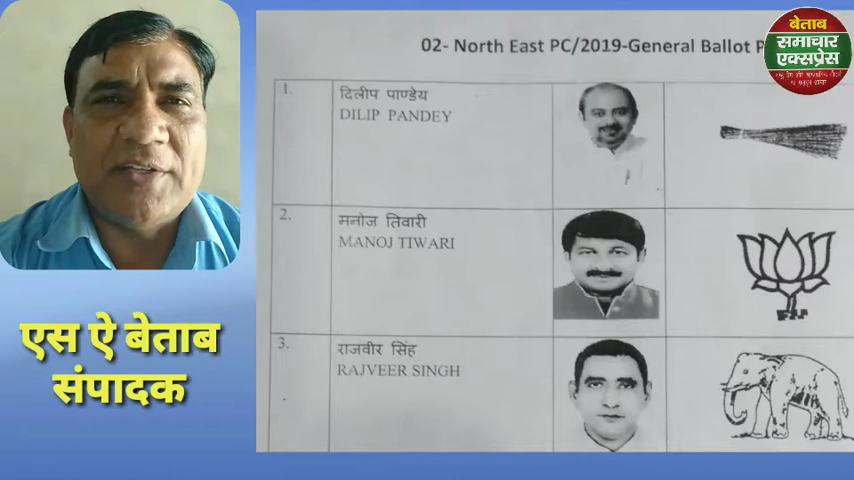 एस ऐ बेताब
संपादक
02- North East PC/2019-General Ballot P
बेताब
समाचार
एक्सप्रेस
1.
दिलीप पाण्डेय
DILIP PANDEY
2.
मनोज तिवारी
MANOJ TIWARI
3.
राजवीर सिंह
RAJVEER SINGH